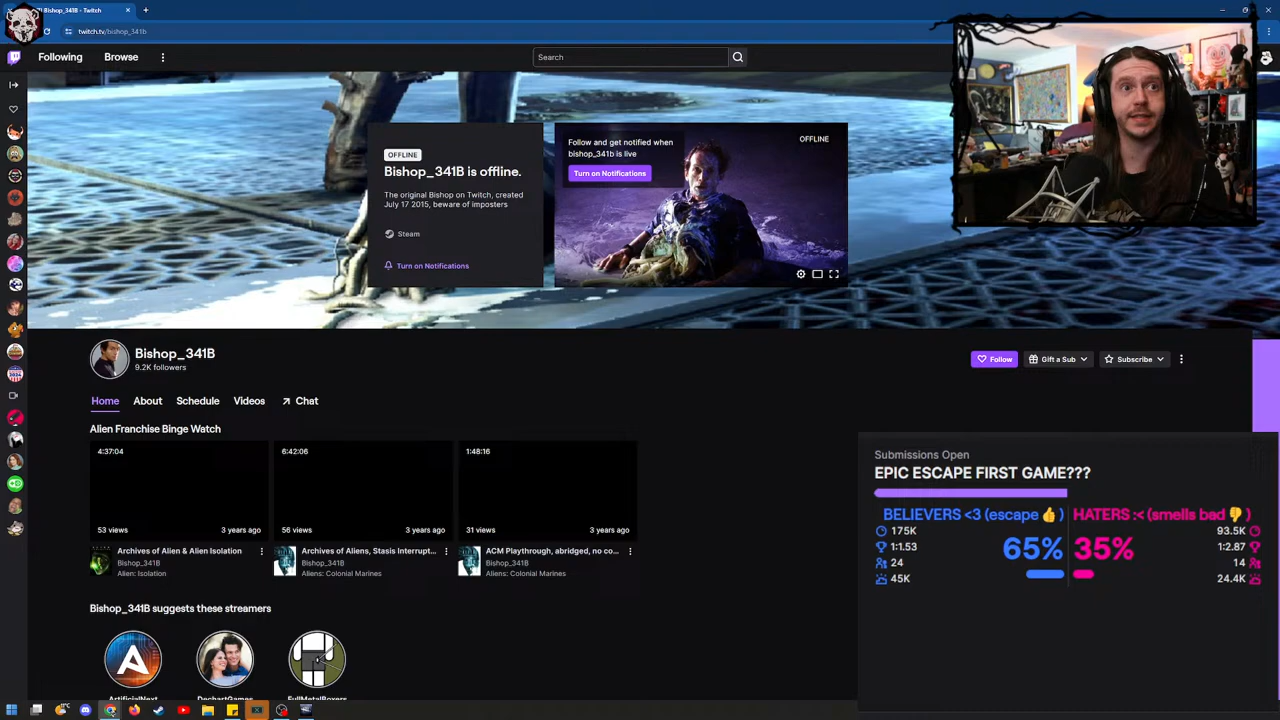 Bishop_341B - Twitch
twitch.tv/bishop_341b
Following
Browse
Search
OFFLINE
Bishop_341B is offline.
The original Bishop on Twitch, created
July 17 2015, beware of imposters
Steam
Turn on Notifications
Follow and get notified when
bishop_341b is live
Turn on Notifications
OFFLINE
Bishop_341B
9.2K followers
Follow
Gift a Sub
Subscribe
Home
About
Schedule
Videos
Chat
Alien Franchise Binge Watch
4:37:04
53 views
3 years ago
Archives of Alien & Alien Isolation
Bishop_341B
Alien: Isolation
6:42:06
56 views
3 years ago
Archives of Aliens, Stasis Interrupt...
Bishop_341B
Aliens: Colonial Marines
1:48:16
31 views
3 years ago
ACM Playthrough, abridged, no co...
Bishop_341B
Aliens: Colonial Marines
Bishop_341B suggests these streamers
ArtificialNext
DechartGames
FullMetalBoxers
Submissions Open
EPIC ESCAPE FIRST GAME???
BELIEVERS <3 (escape 👍)
175K
1:1.53
24
45K
65%
HATERS :< (smells bad 👎)
35%
93.5K
1:2.87
14
24.4K